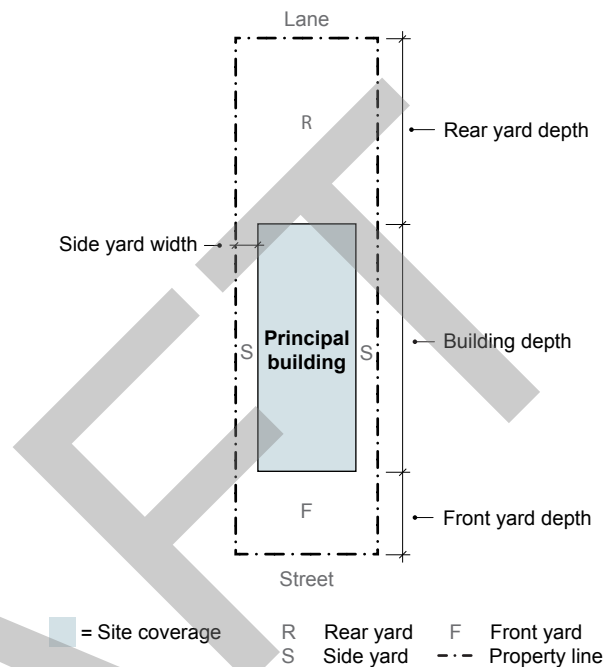 Lane
R
Rear yard depth
Side yard width
Principal
building
S
S
Building depth
F
Front yard depth
Street
= Site coverage
R Rear yard F Front yard
S Side yard Property line